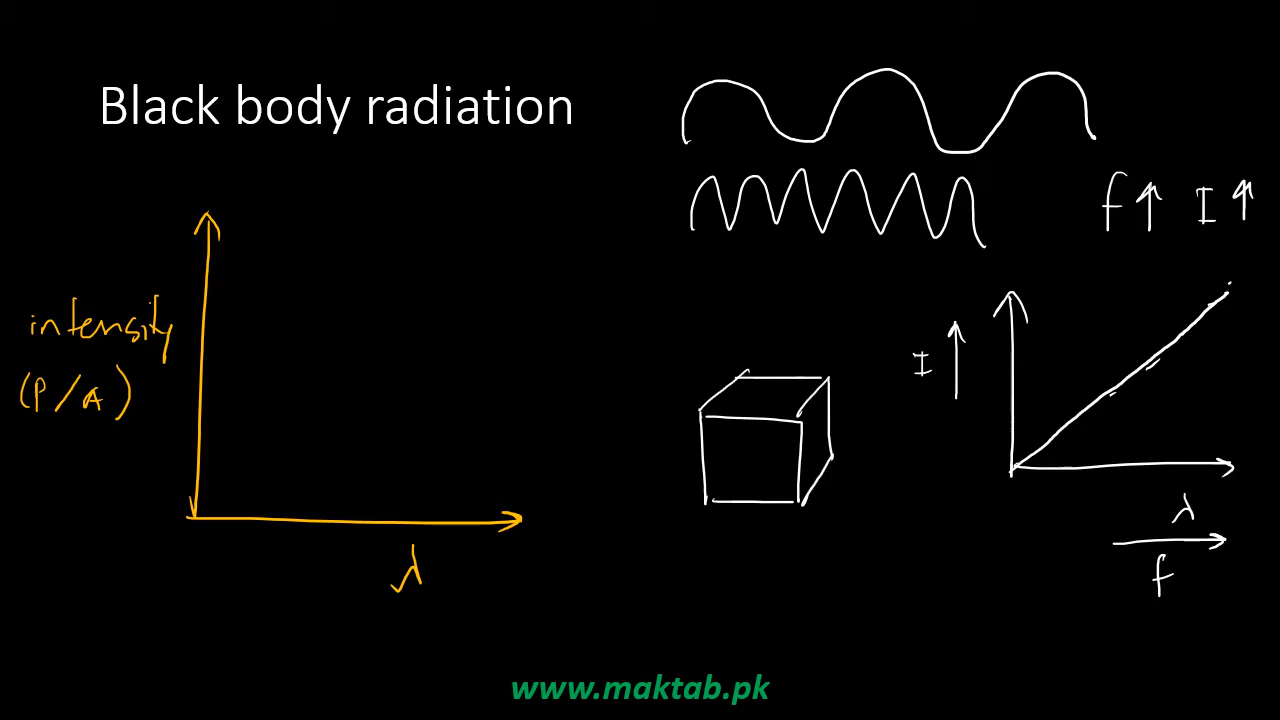 Black body radiation
f↑ I↑
intensity
(P/A)
I↑
λ
f
λ
www.maktab.pk